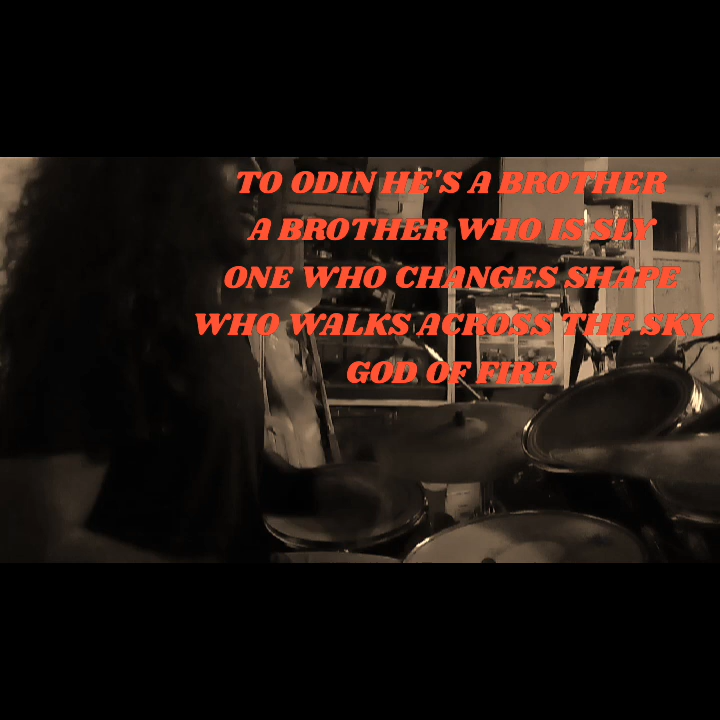 TO ODIN HE'S A BROTHER
A BROTHER WHO IS SLY
ONE WHO CHANGES SHAPE
WHO WALKS ACROSS THE SKY
GOD OF FIRE